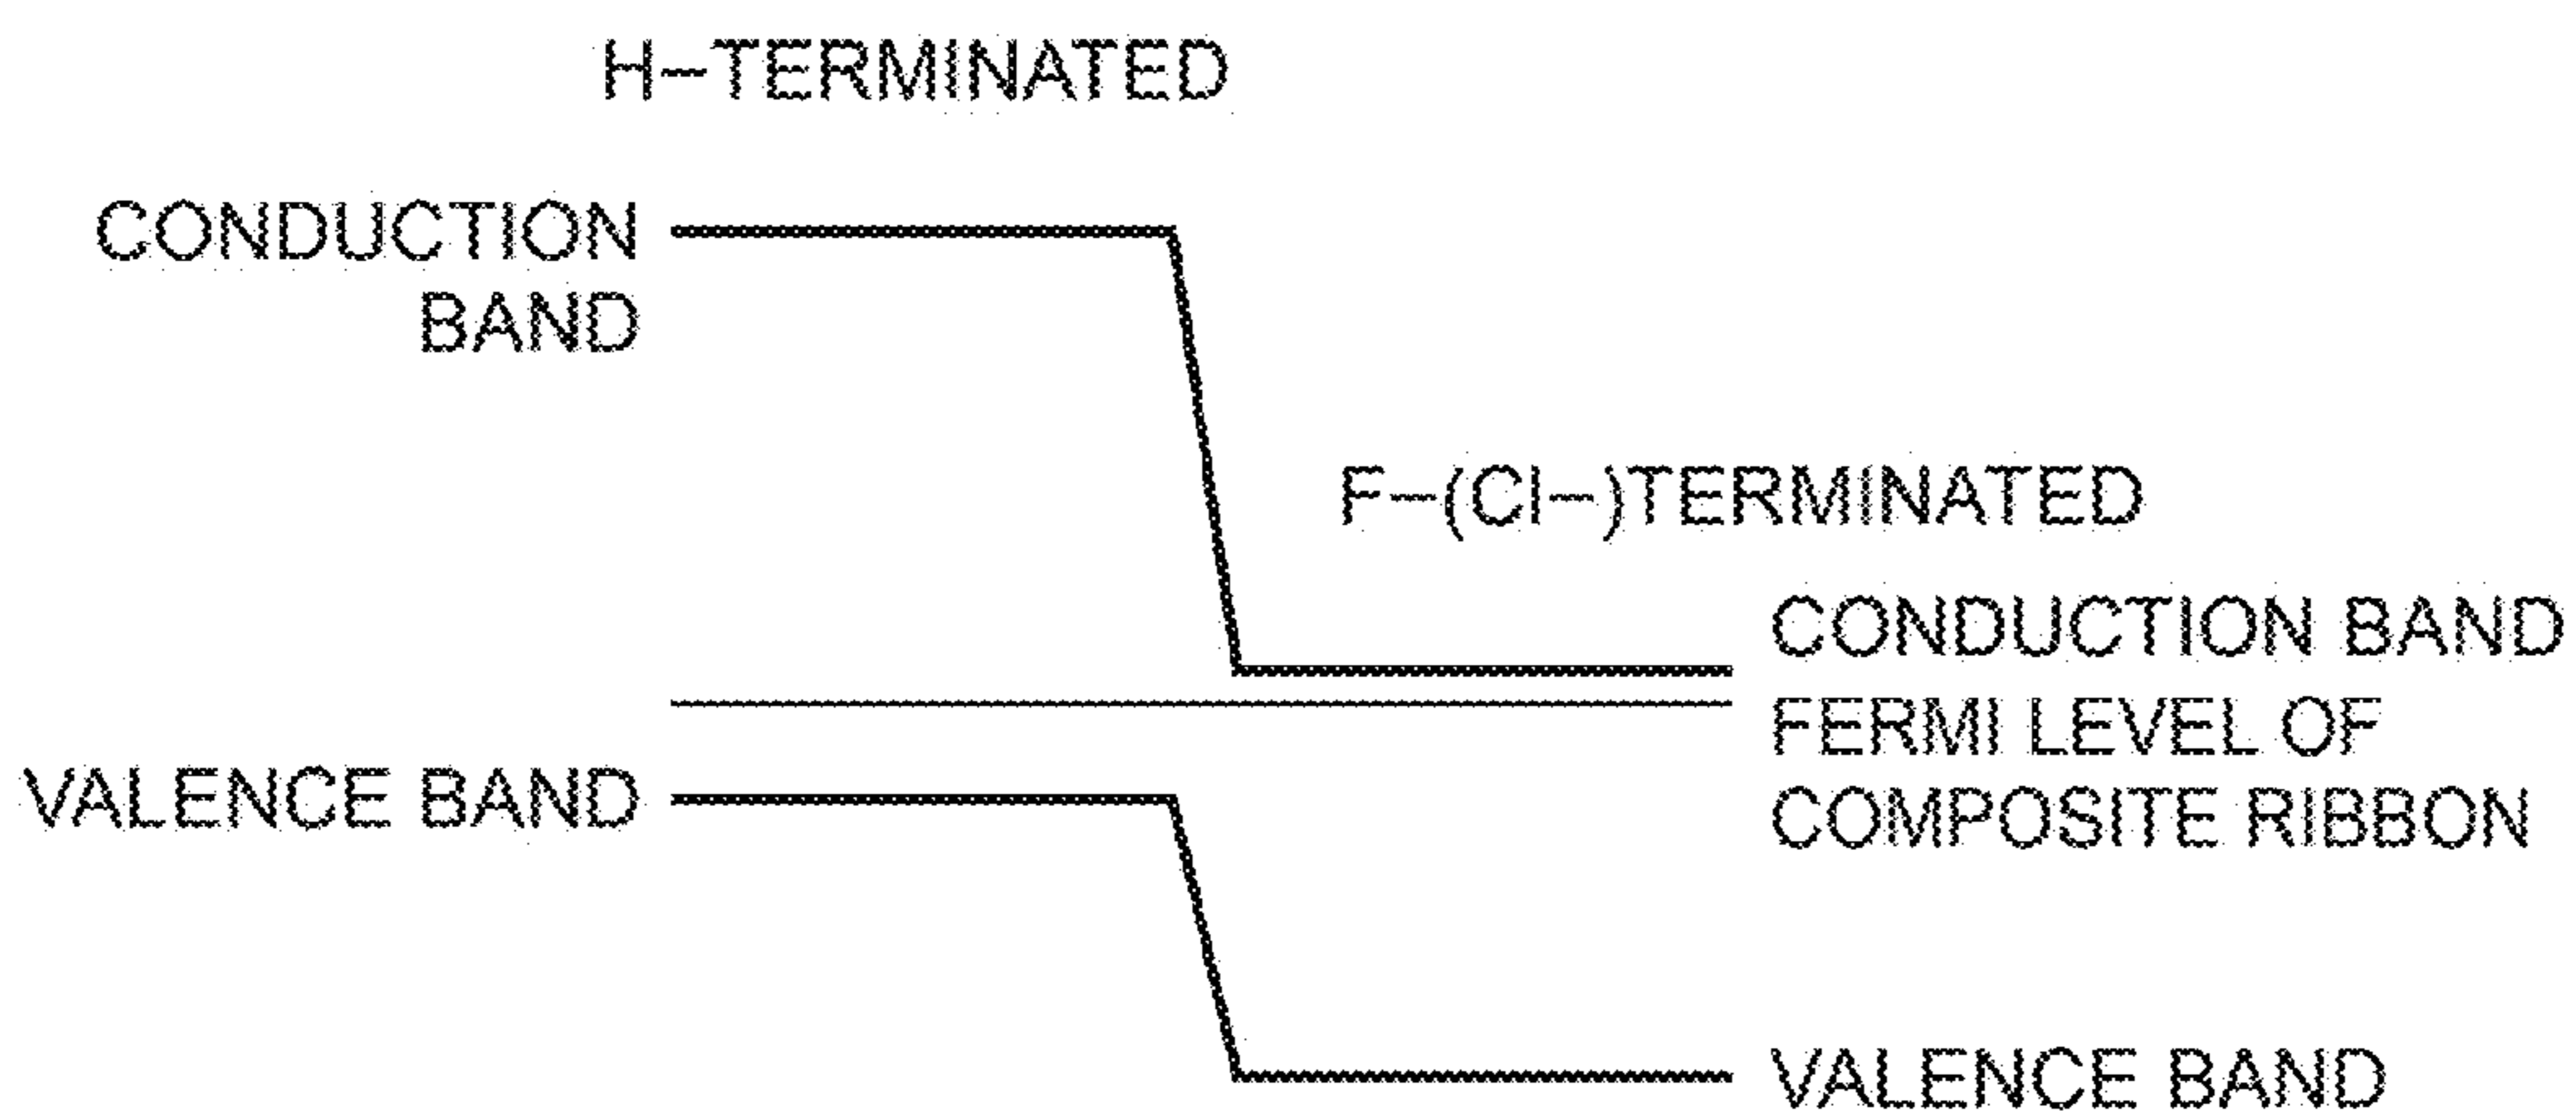 H-TERMINATED
CONDUCTION
BAND
F-(Cl-)TERMINATED
CONDUCTION BAND
FERMI LEVEL OF
COMPOSITE RIBBON
VALENCE BAND
VALENCE BAND